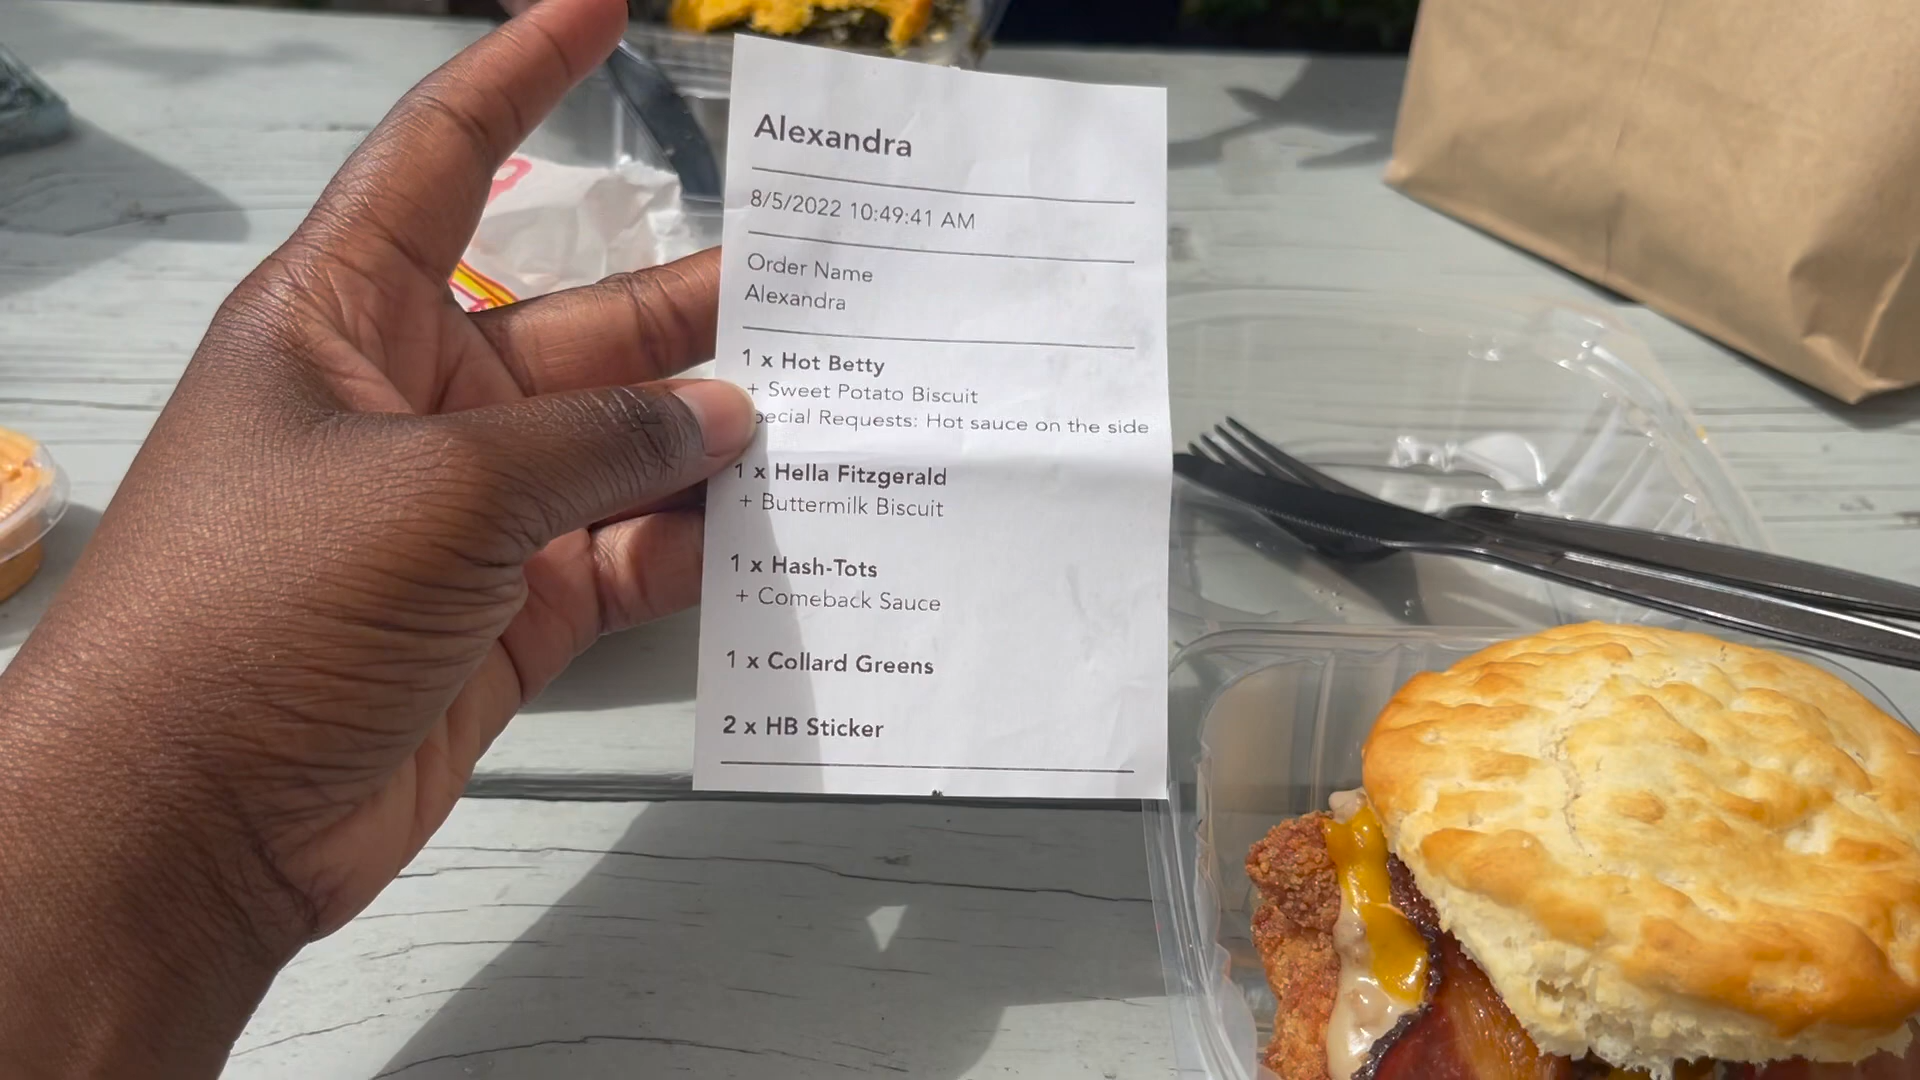 Alexandra
8/5/2022 10:49:41 AM
Order Name
Alexandra
1 x Hot Betty
+ Sweet Potato Biscuit
pecial Requests: Hot sauce on the side
1 x Hella Fitzgerald
+ Buttermilk Biscuit
1 x Hash-Tots
+ Comeback Sauce
1 x Collard Greens
2 x HB Sticker